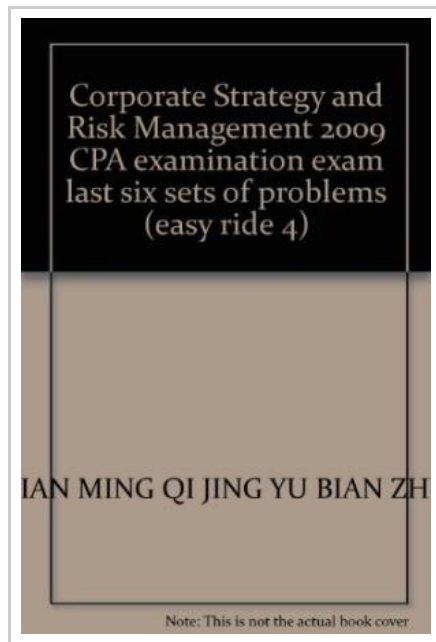 Corporate Strategy and
Risk Management 2009
CPA examination exam
last six sets of problems
(easy ride 4)
IAN MING QI JING YU BIAN ZH
Note: This is not the actual book cover